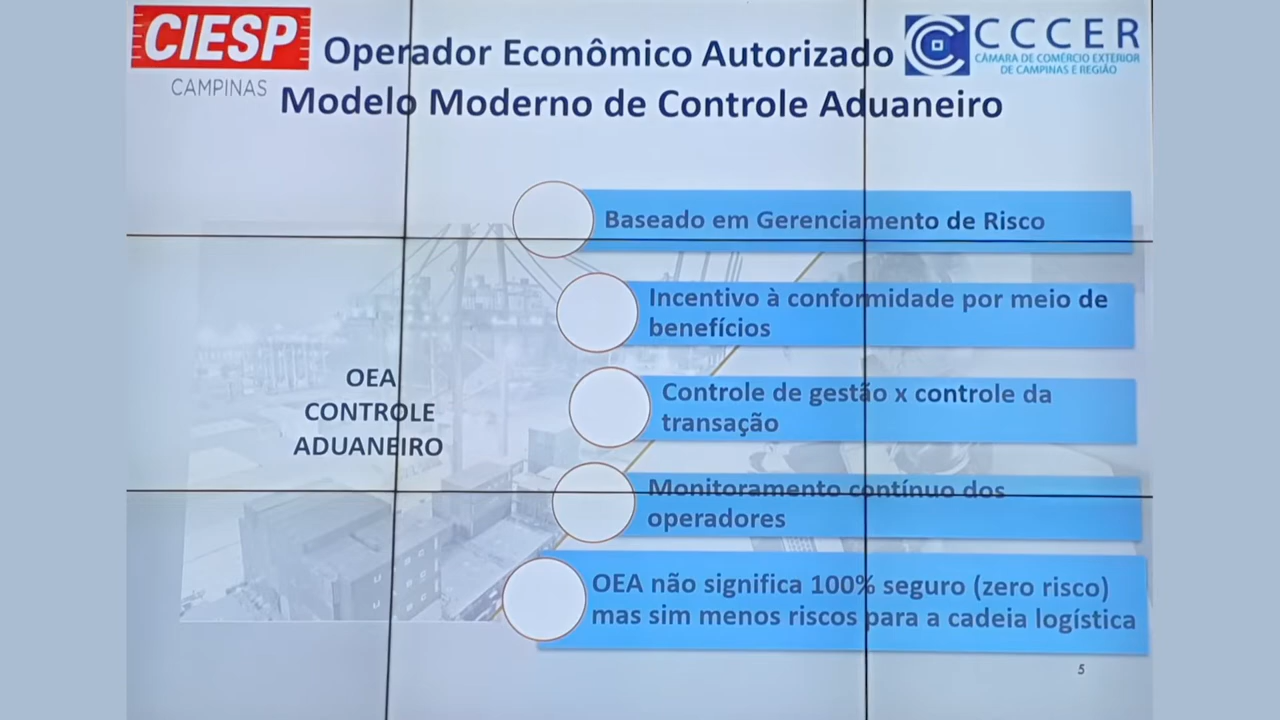 CIESP
CAMPINAS
Operador Econômico Autorizado
Modelo Moderno de Controle Aduaneiro
CCCER
CÂMARA DE COMÉRCIO EXTERIOR
DE CAMPINAS E REGIÃO
OEA
CONTROLE
ADUANEIRO
Baseado em Gerenciamento de Risco
Incentivo à conformidade por meio de
benefícios
Controle de gestão x controle da
transação
Monitoramento contínuo dos
operadores
OEA não significa 100% seguro (zero risco)
mas sim menos riscos para a cadeia logística
5